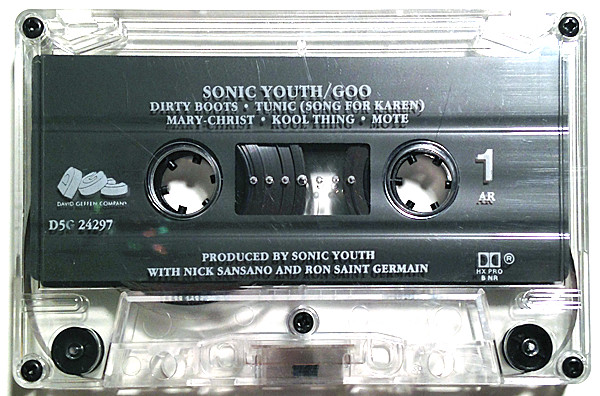 SONIC YOUTH/GOO
DIRTY BOOTS • TUNIC (SONG FOR KAREN)
MARY-CHRIST • KOOL THING • MOTE
1
AR
DAVID GEFFEN COMPANY
D5G 24297
PRODUCED BY SONIC YOUTH
WITH NICK SANSANO AND RON SAINT GERMAIN
®
HX PRO
B NR